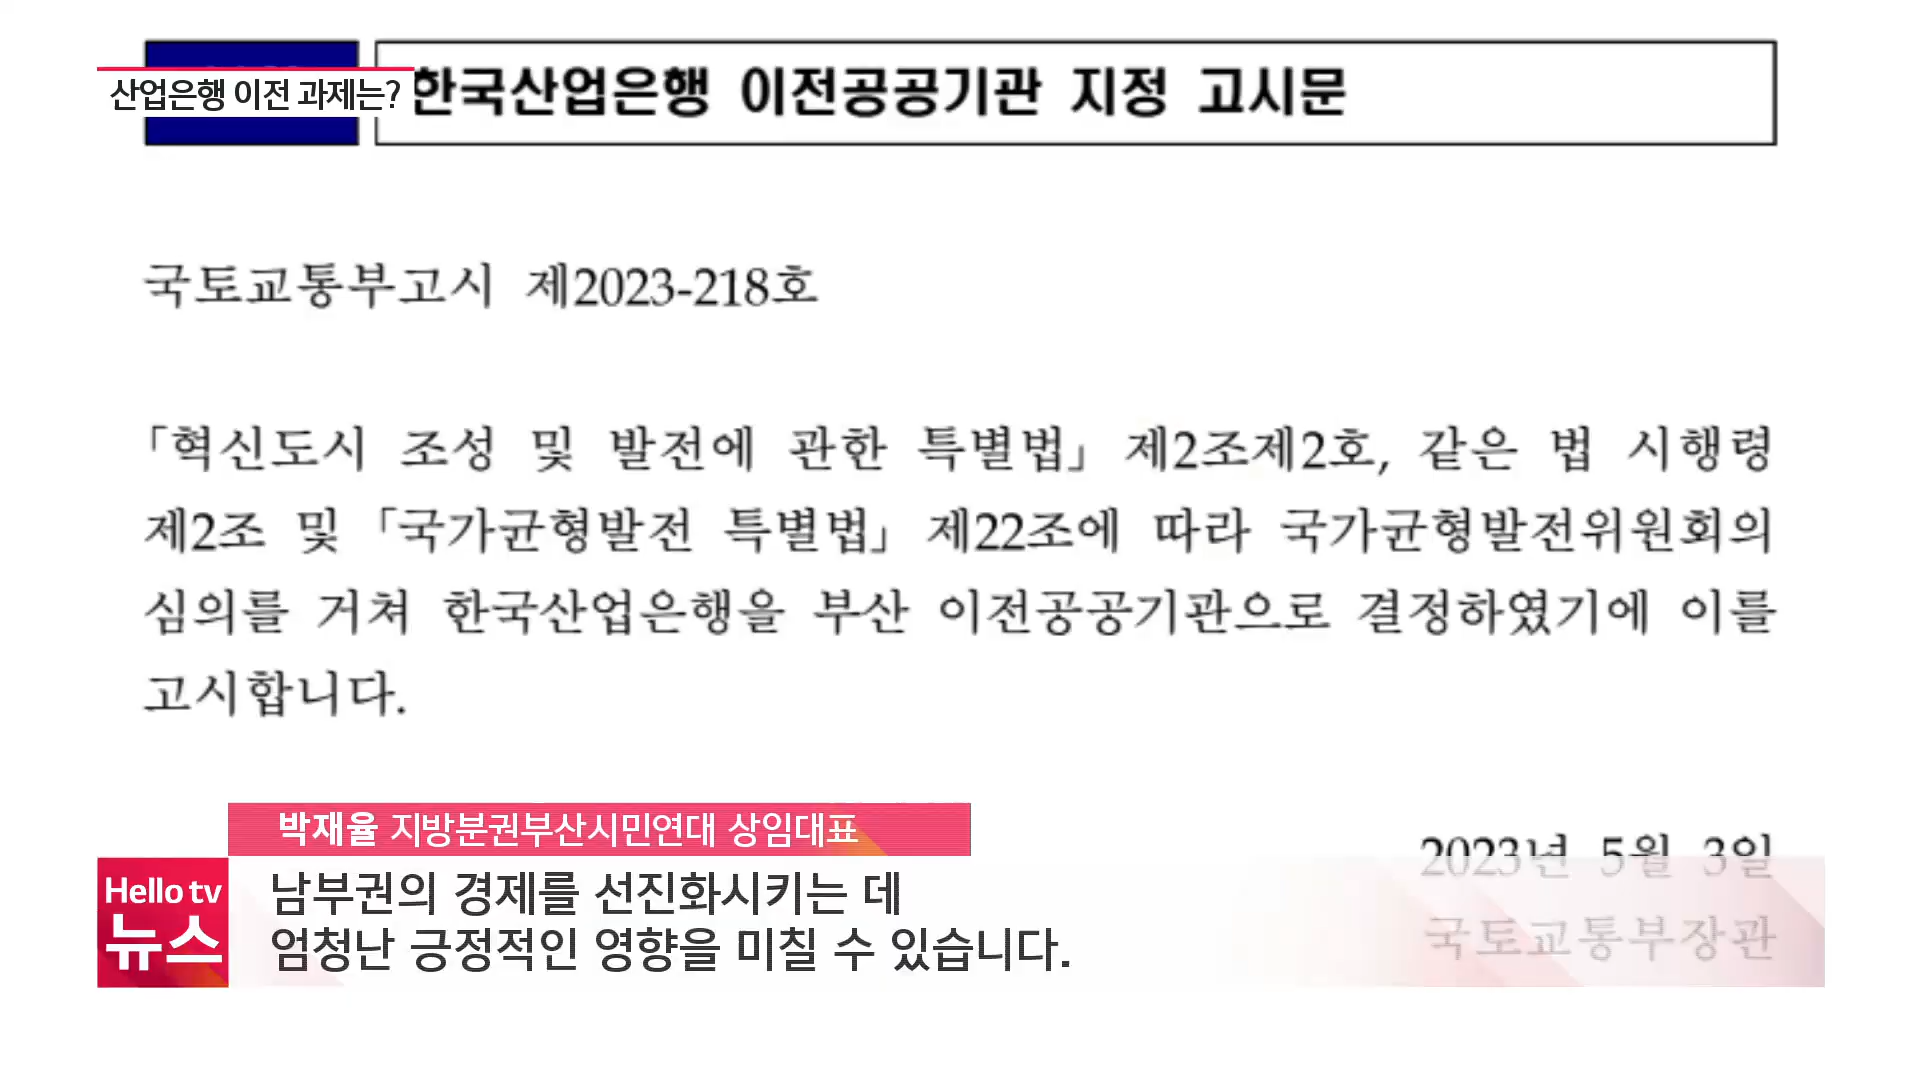 산업은행 이전 과제는?
한국산업은행 이전공공기관 지정 고시문
국토교통부고시 제2023-218호
「혁신도시 조성 및 발전에 관한 특별법」 제2조제2호, 같은 법 시행령
제2조 및 「국가균형발전 특별법」 제22조에 따라 국가균형발전위원회의
심의를 거쳐 한국산업은행을 부산 이전공공기관으로 결정하였기에 이를
고시합니다.
2023년 5월 3일
국토교통부장관
박재율 지방분권부산시민연대 상임대표
Hello tv
뉴스
남부권의 경제를 선진화시키는 데
엄청난 긍정적인 영향을 미칠 수 있습니다.